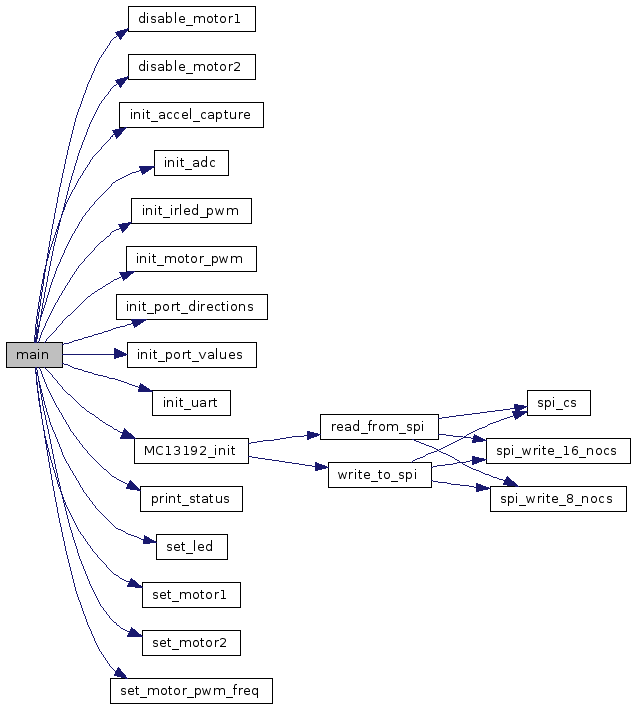 disable_motor1
disable_motor2
init_accel_capture
init_adc
init_irled_pwm
init_motor_pwm
init_port_directions
main
init_port_values
init_uart
MC13192_init
read_from_spi
write_to_spi
spi_cs
spi_write_16_nocs
spi_write_8_nocs
print_status
set_led
set_motor1
set_motor2
set_motor_pwm_freq